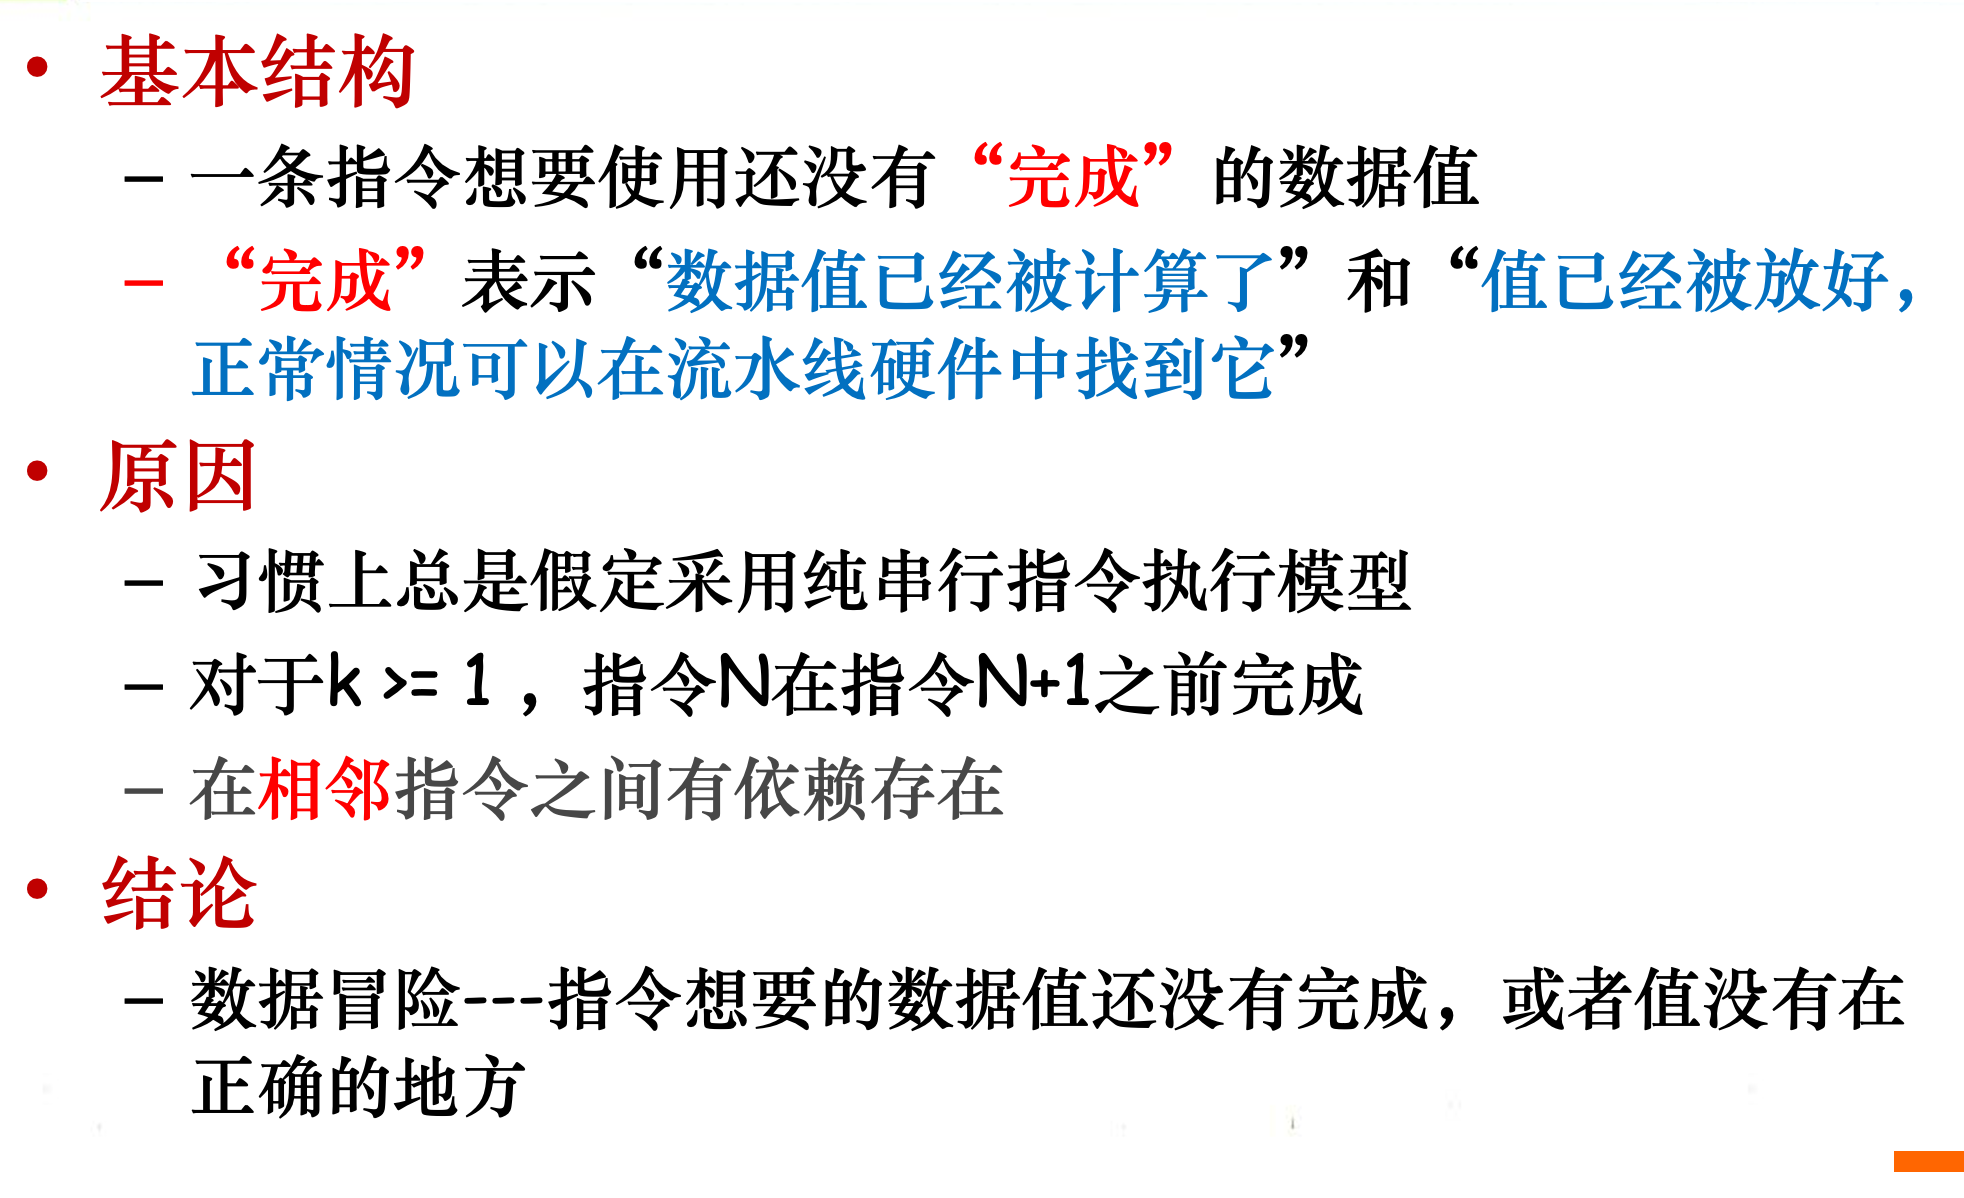 • 基本结构
– 一条指令想要使用还没有“完成”的数据值
– “完成”表示“数据值已经被计算了”和“值已经被放好，
正常情况可以在流水线硬件中找到它”
• 原因
– 习惯上总是假定采用纯串行指令执行模型
– 对于k >= 1 ，指令N在指令N+1之前完成
– 在相邻指令之间有依赖存在
• 结论
– 数据冒险---指令想要的数据值还没有完成，或者值没有在
正确的地方